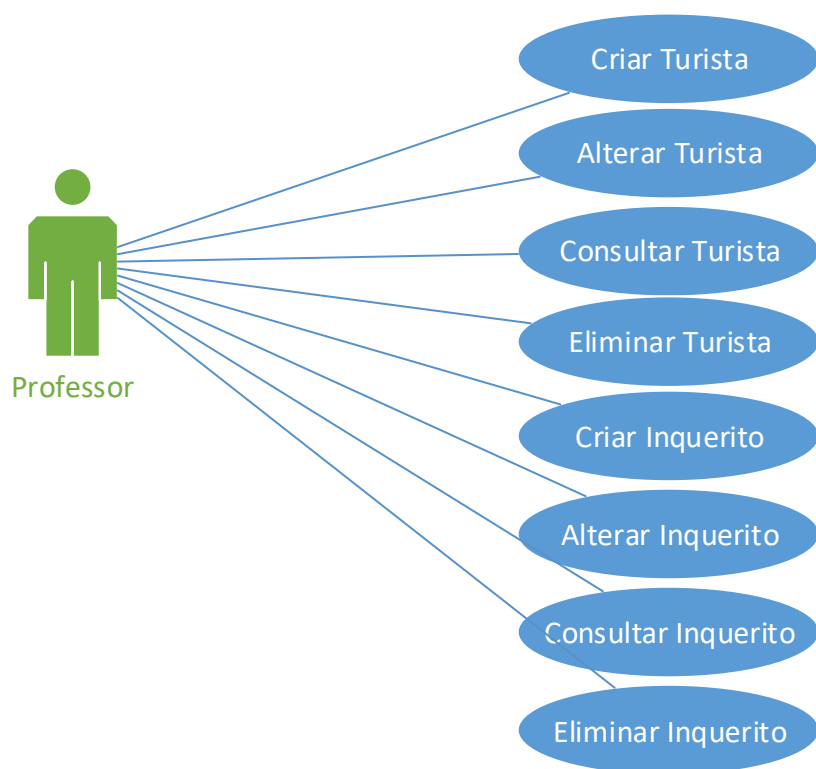 Criar Turista
Alterar Turista
Consultar Turista
Eliminar Turista
Professor
Criar Inquerito
Alterar Inquerito
Consultar Inquerito
Eliminar Inquerito